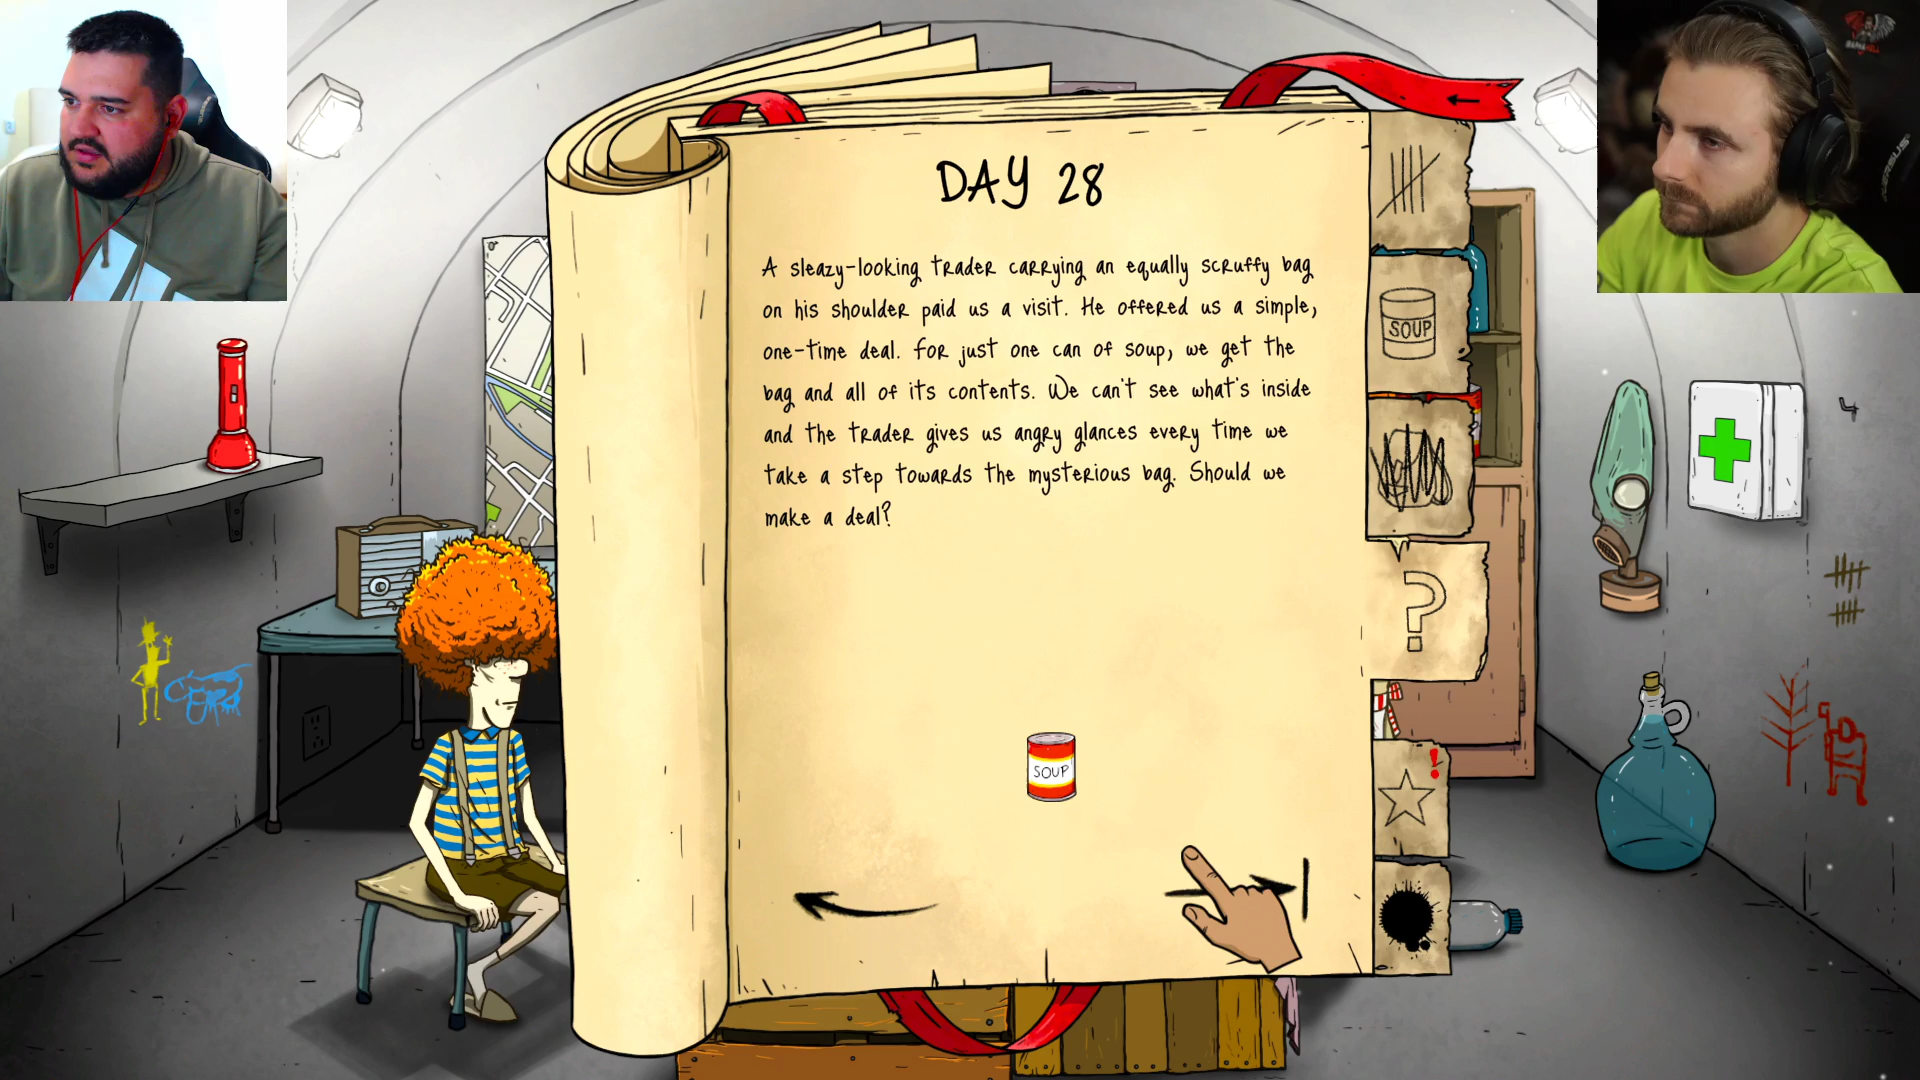 DAY 28
A sleazy-looking trader carrying an equally scruffy bag
on his shoulder paid us a visit. He offered us a simple,
one-time deal. For just one can of soup, we get the
bag and all of its contents. We can't see what's inside
and the trader gives us angry glances every time we
take a step towards the mysterious bag. Should we
make a deal?
SOUP
SOUP
!
?